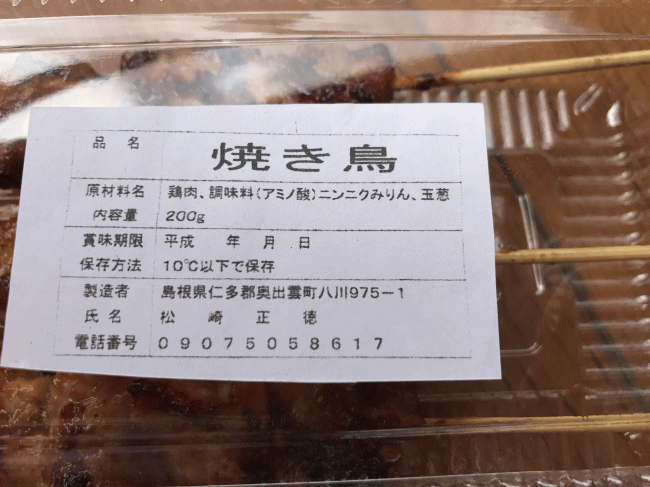 品名 焼き鳥
原材料名 鶏肉、調味料(アミノ酸)ニンニクみりん、玉葱
内容量 200g
賞味期限 平成 年 月 日
保存方法 10℃以下で保存
製造者 島根県仁多郡奥出雲町八川975-1
氏名 松崎正徳
電話番号 09075058617